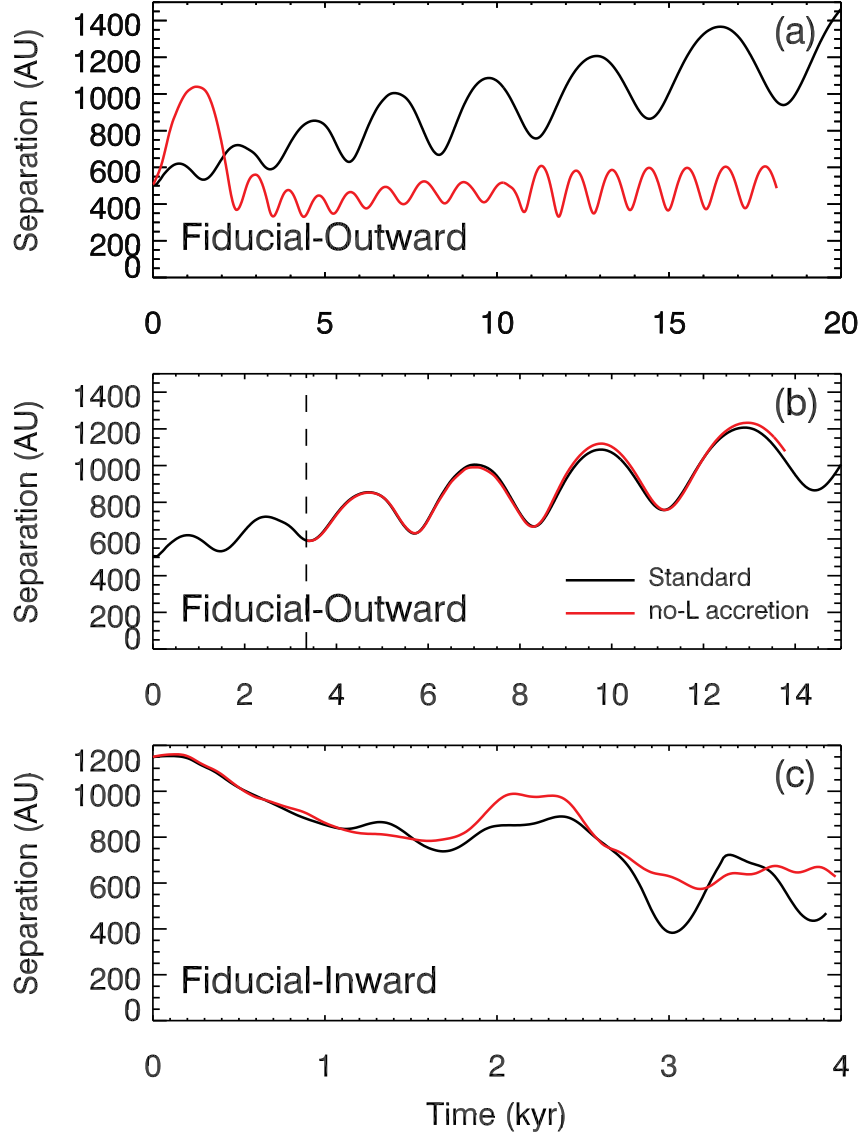 1400
(a)
1200
1000
800
600
400
200
0
Separation (AU)
Fiducial-Outward
0 5 10 15 20
1400
(b)
1200
1000
800
600
400
200
0
Separation (AU)
Standard
no-L accretion
Fiducial-Outward
0 2 4 6 8 10 12 14
1200
(c)
1000
800
600
400
200
0
Separation (AU)
Fiducial-Inward
0 1 2 3 4
Time (kyr)